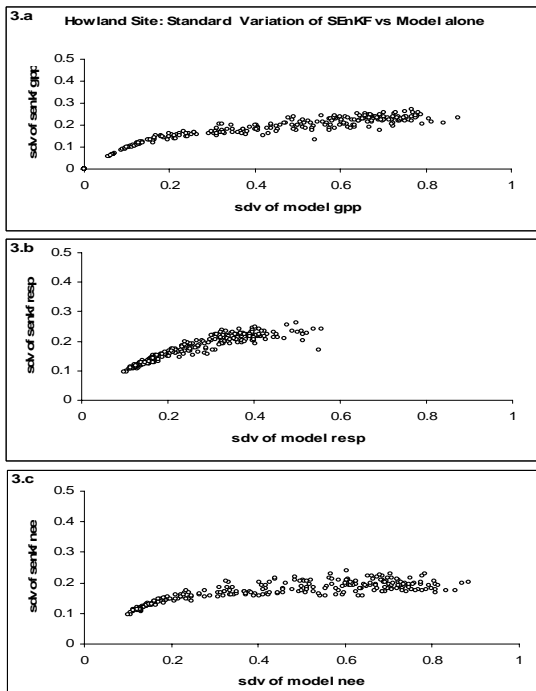 3.a Howland Site: Standard Variation of SEnKF vs Model alone
sdv of senkf gpp
0.5
0.4
0.3
0.2
0.1
0
0 0.2 0.4 0.6 0.8 1
sdv of model gpp
3.b
sdv of senkf resp
0.5
0.4
0.3
0.2
0.1
0
0 0.2 0.4 0.6 0.8 1
sdv of model resp
3.c
sdv of senkf nee
0.5
0.4
0.3
0.2
0.1
0
0 0.2 0.4 0.6 0.8 1
sdv of model nee